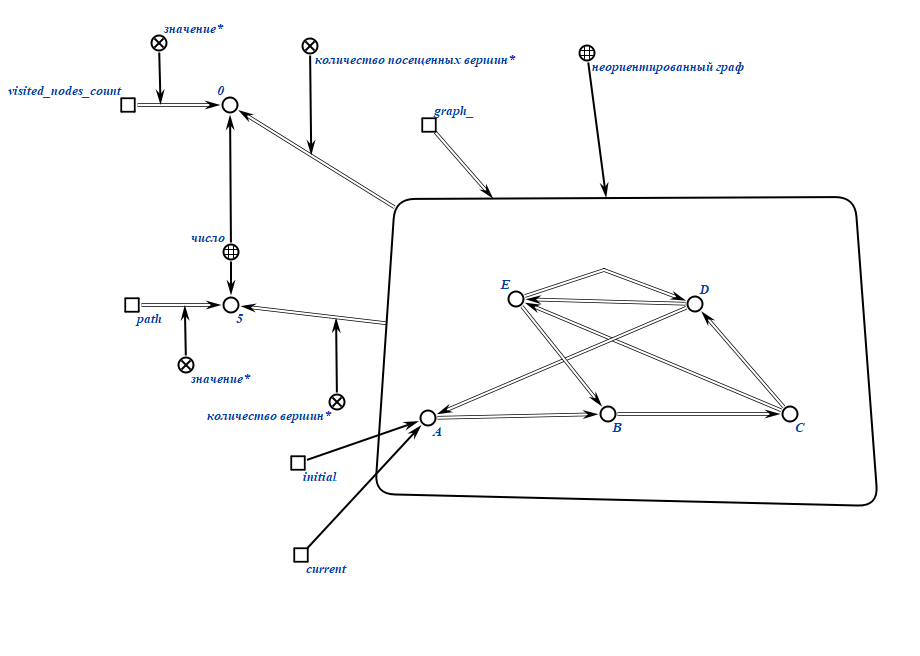 значение*
количество посещенных вершин*
неориентированный граф
visited_nodes_count
0
graph_
число
E
D
path
5
значение*
количество вершин*
A
B
C
initial
current